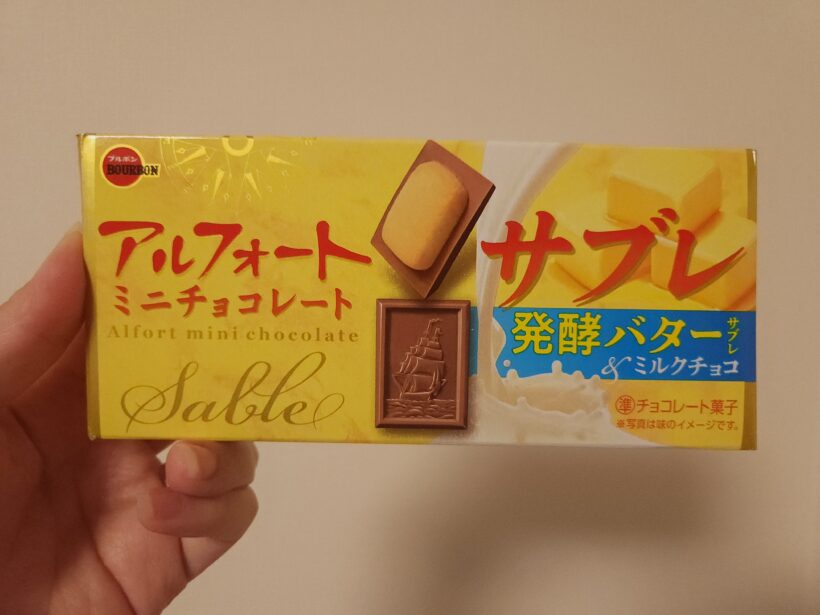 ブルボン
BOURBON
アルフォート
ミニチョコレート
Alfort mini chocolate
Sable
サブレ
発酵バターサブレ
&ミルクチョコ
準チョコレート菓子
※写真は味のイメージです。